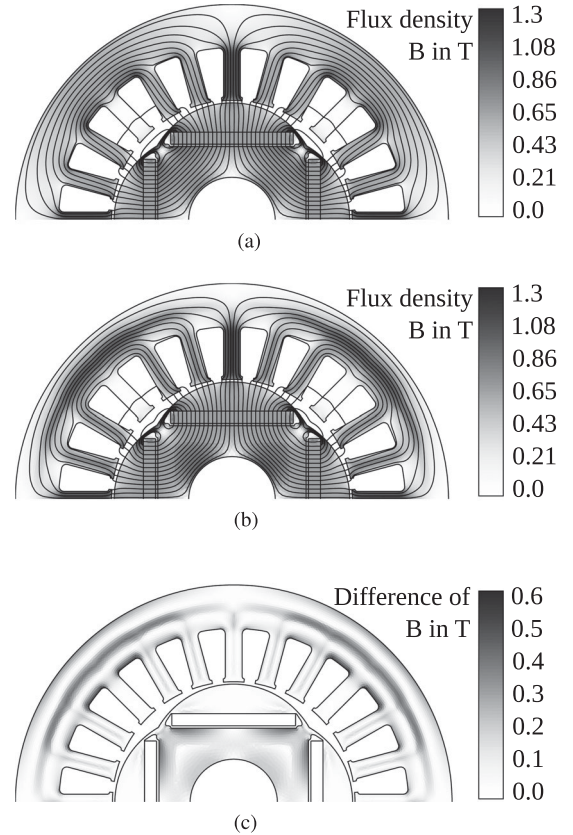 Flux density
B in T
1.3
1.08
0.86
0.65
0.43
0.21
0.0
(a)
Flux density
B in T
1.3
1.08
0.86
0.65
0.43
0.21
0.0
(b)
Difference of
B in T
0.6
0.5
0.4
0.3
0.2
0.1
0.0
(c)